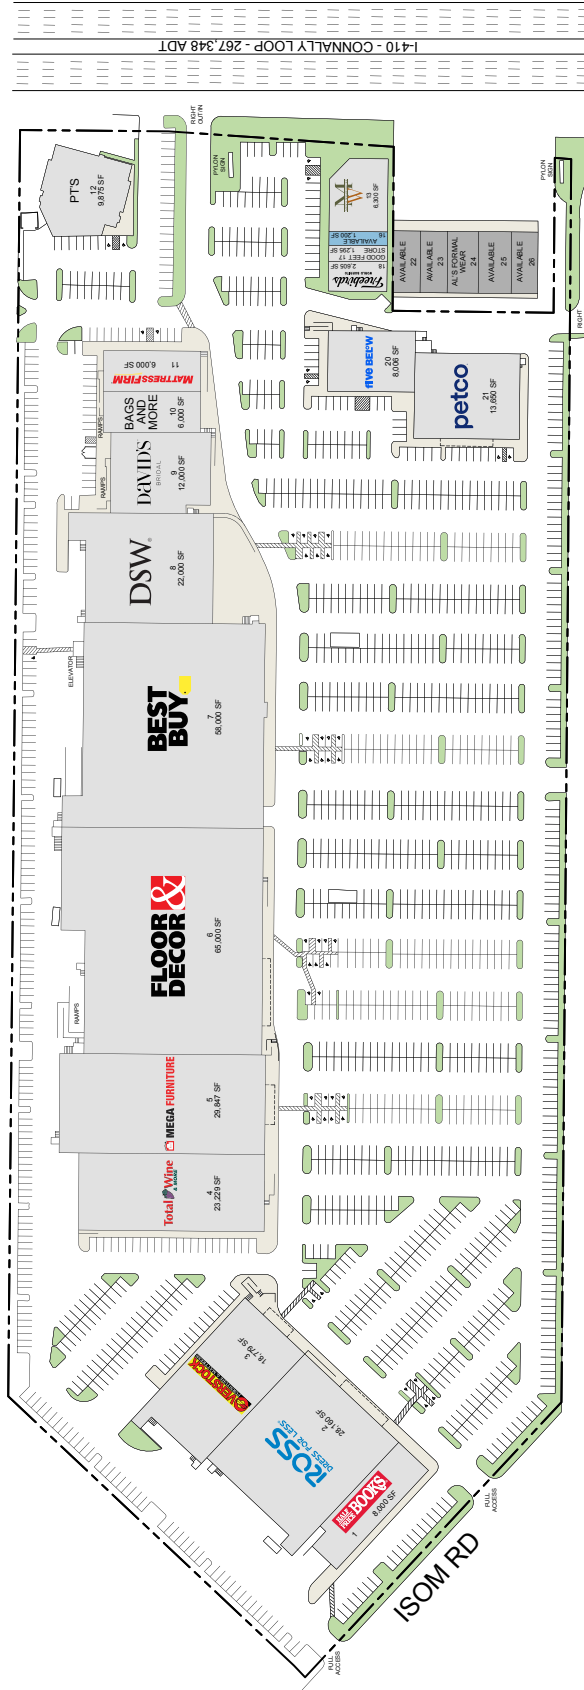 I-410 - CONNALLY LOOP - 267,348 ADT
RIGHT
OUT/IN
PYLON
SIGN
PYLON
SIGN
RIGHT
PT'S
12
9,875 SF
13
6,300 SF
AVAILABLE
16 1,200 SF
GOOD FEET 17
STORE 1,295 SF
18 2,605 SF
Freebirds
WORLD BURRITO
AVAILABLE
22
AVAILABLE
23
AL'S FORMAL
WEAR
24
AVAILABLE
25
AVAILABLE
26
five BEL°W
20
8,006 SF
petco
21
13,650 SF
MATTRESSFIRM
11 6,000 SF
RAMPS
BAGS
AND
MORE
10
6,000 SF
RAMPS
DAVID'S
BRIDAL
9
12,000 SF
DSW®
8
22,000 SF
ELEVATOR
BEST
BUY
7
68,000 SF
FLOOR &
DECOR
6
65,000 SF
RAMPS
MEGA FURNITURE
5
29,847 SF
Total Wine
& MORE
4
23,229 SF
OVERSTOCK
3
18,779 SF
ROSS
DRESS FOR LESS
2
28,160 SF
HALF
PRICE
BOOKS
1
8,000 SF
FULL
ACCESS
ISOM RD
FULL
ACCESS